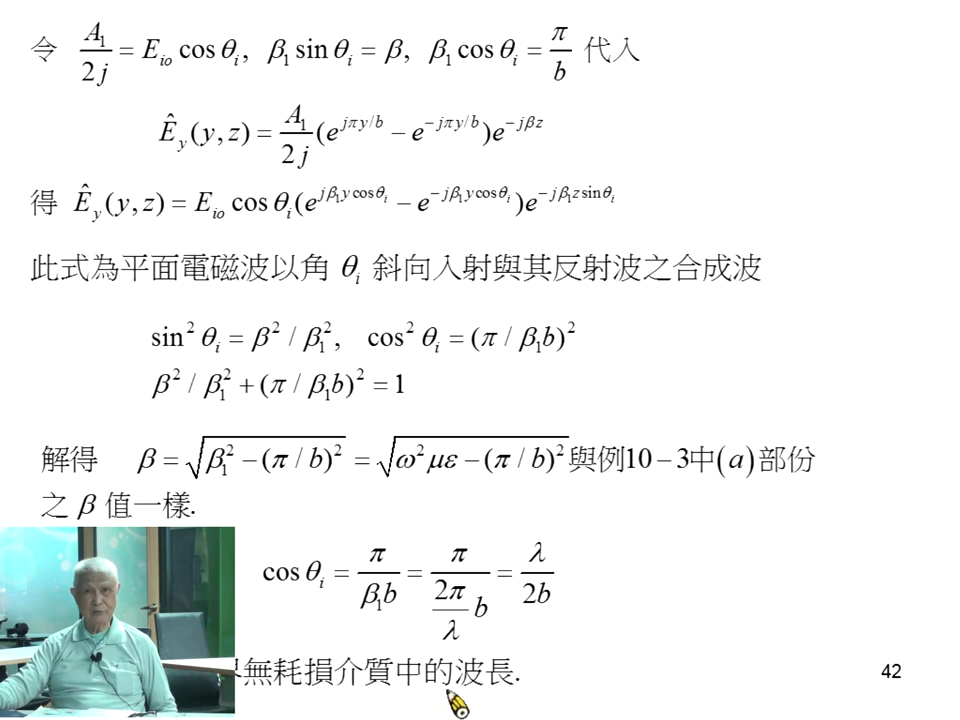 令 A₁/2j = E_io cos θ_i, β₁ sin θ_i = β, β₁ cos θ_i = π/b 代入
Ê_y(y, z) = A₁/2j (e^{jπy/b} − e^{−jπy/b})e^{−jβz}
得 Ê_y(y, z) = E_io cos θ_i(e^{jβ₁y cos θ_i} − e^{−jβ₁y cos θ_i})e^{−jβ₁z sin θ_i}
此式為平面電磁波以角 θ_i 斜向入射與其反射波之合成波
sin² θ_i = β² / β₁², cos² θ_i = (π / β₁b)²
β² / β₁² + (π / β₁b)² = 1
解得 β = √(β₁² − (π / b)²) = √(ω²με − (π / b)²) 與例10−3中(a)部份
之 β 值一樣.
cos θ_i = π/(β₁b) = π/((2π/λ)b) = λ/2b
無耗損介質中的波長.
42